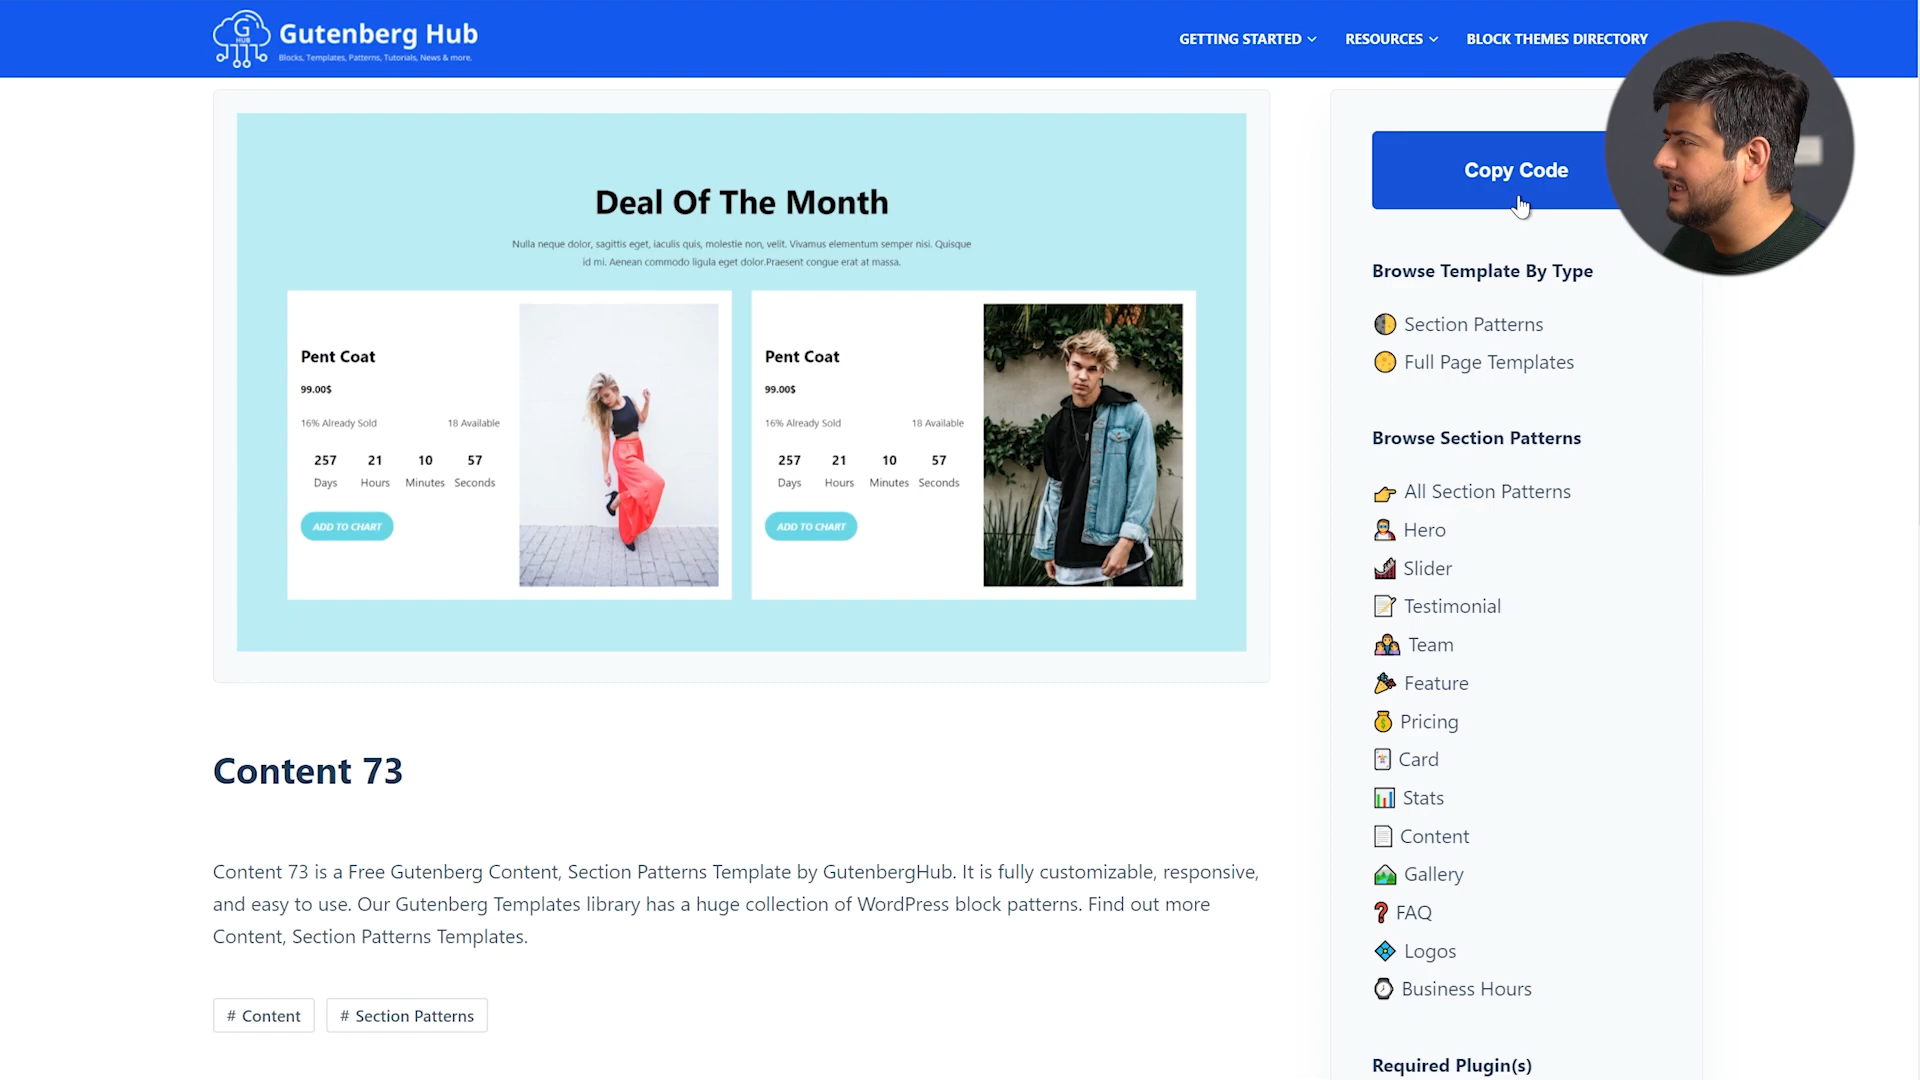 G
HUB
Gutenberg Hub
Blocks, Templates, Patterns, Tutorials, News & more.
GETTING STARTED
RESOURCES
BLOCK THEMES DIRECTORY
Deal Of The Month
Nulla neque dolor, sagittis eget, iaculis quis, molestie non, velit. Vivamus elementum semper nisi. Quisque
id mi. Aenean commodo ligula eget dolor.Praesent congue erat at massa.
Pent Coat
99.00$
16% Already Sold 18 Available
257 21 10 57
Days Hours Minutes Seconds
ADD TO CHART
Pent Coat
99.00$
16% Already Sold 18 Available
257 21 10 57
Days Hours Minutes Seconds
ADD TO CHART
Content 73
Content 73 is a Free Gutenberg Content, Section Patterns Template by GutenbergHub. It is fully customizable, responsive,
and easy to use. Our Gutenberg Templates library has a huge collection of WordPress block patterns. Find out more
Content, Section Patterns Templates.
# Content
# Section Patterns
Copy Code
Browse Template By Type
Section Patterns
Full Page Templates
Browse Section Patterns
All Section Patterns
Hero
Slider
Testimonial
Team
Feature
Pricing
Card
Stats
Content
Gallery
FAQ
Logos
Business Hours
Required Plugin(s)